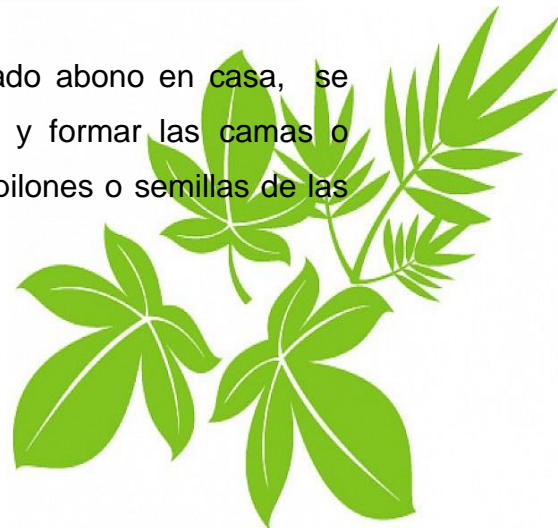 ado abono en casa, se
y formar las camas o
pilones o semillas de las